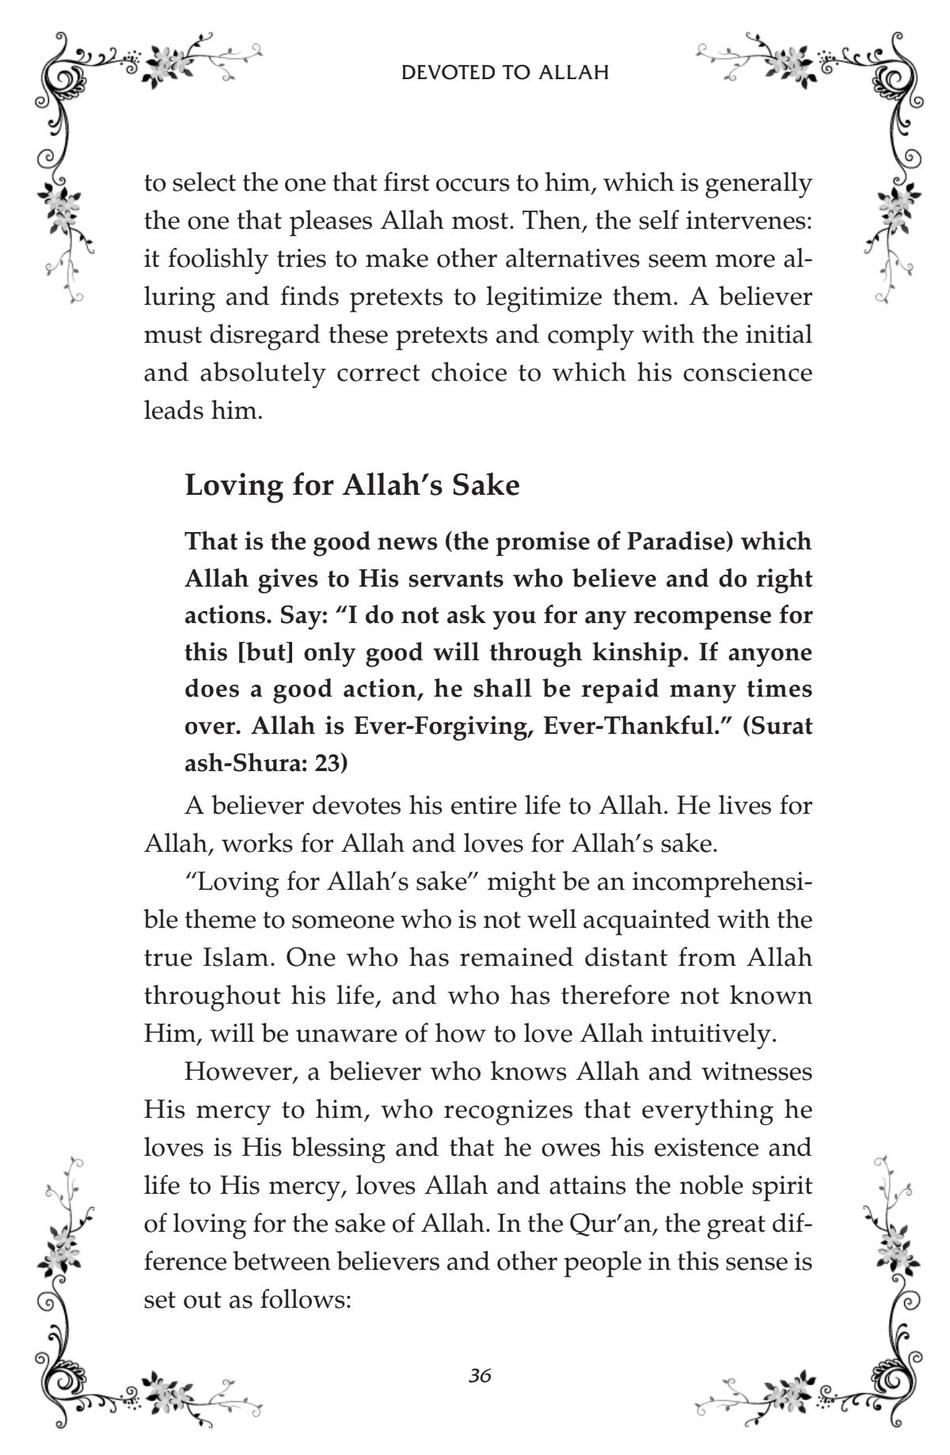 DEVOTED TO ALLAH
to select the one that first occurs to him, which is generally
the one that pleases Allah most. Then, the self intervenes:
it foolishly tries to make other alternatives seem more al-
luring and finds pretexts to legitimize them. A believer
must disregard these pretexts and comply with the initial
and absolutely correct choice to which his conscience
leads him.
Loving for Allah’s Sake
That is the good news (the promise of Paradise) which
Allah gives to His servants who believe and do right
actions. Say: “I do not ask you for any recompense for
this [but] only good will through kinship. If anyone
does a good action, he shall be repaid many times
over. Allah is Ever-Forgiving, Ever-Thankful.” (Surat
ash-Shura: 23)
A believer devotes his entire life to Allah. He lives for
Allah, works for Allah and loves for Allah’s sake.
“Loving for Allah’s sake” might be an incomprehensi-
ble theme to someone who is not well acquainted with the
true Islam. One who has remained distant from Allah
throughout his life, and who has therefore not known
Him, will be unaware of how to love Allah intuitively.
However, a believer who knows Allah and witnesses
His mercy to him, who recognizes that everything he
loves is His blessing and that he owes his existence and
life to His mercy, loves Allah and attains the noble spirit
of loving for the sake of Allah. In the Qur’an, the great dif-
ference between believers and other people in this sense is
set out as follows:
36